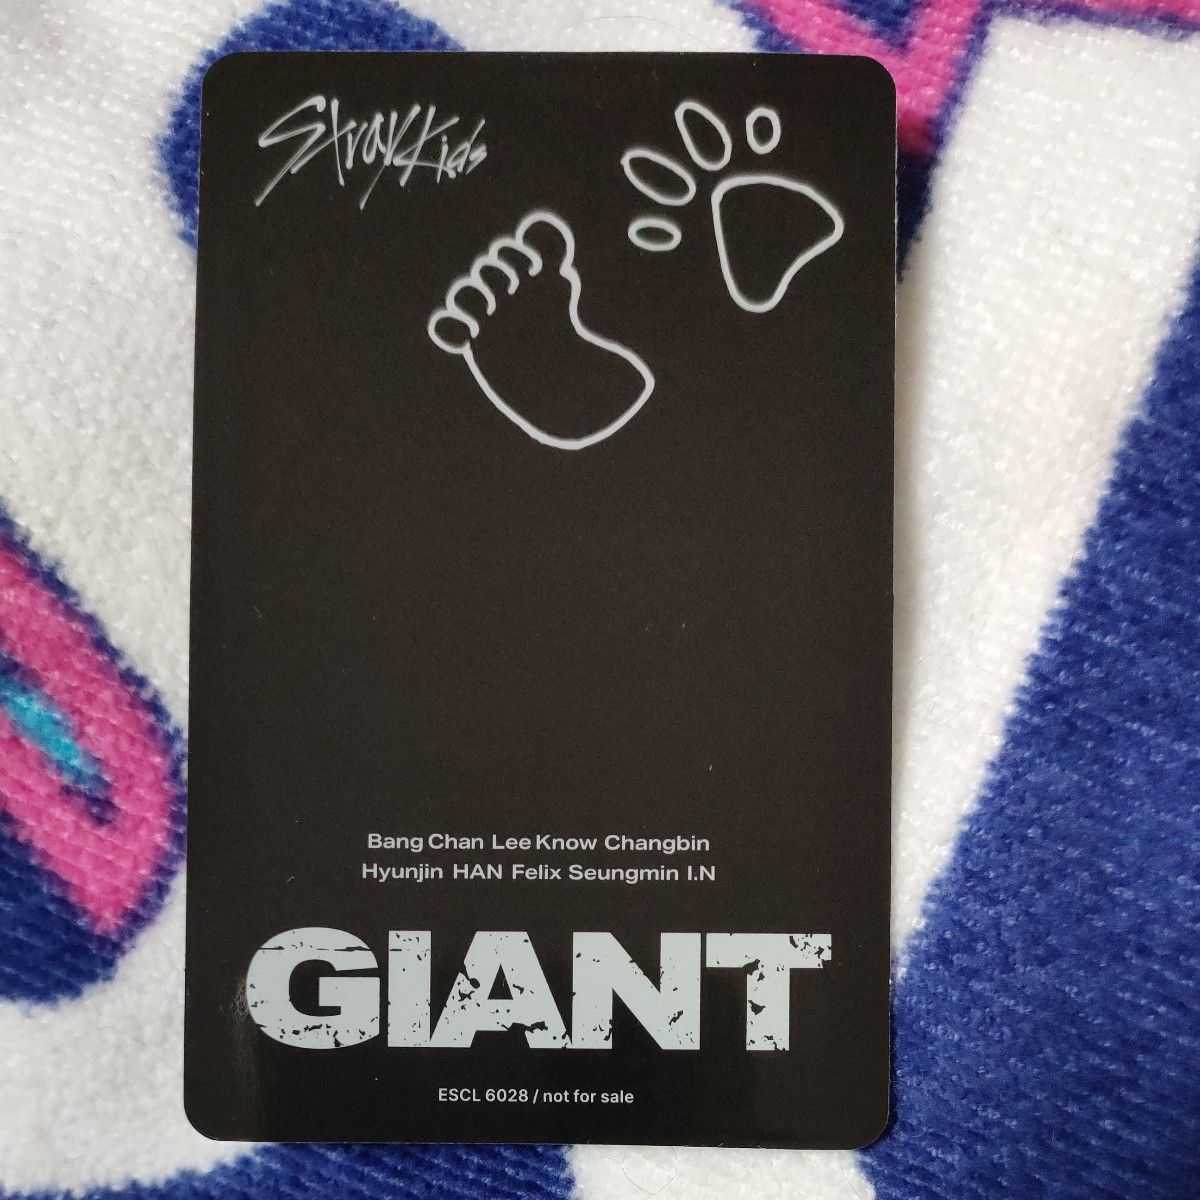 Stray Kids
Bang Chan Lee Know Changbin
Hyunjin HAN Felix Seungmin I.N
GIANT
ESCL 6028 / not for sale